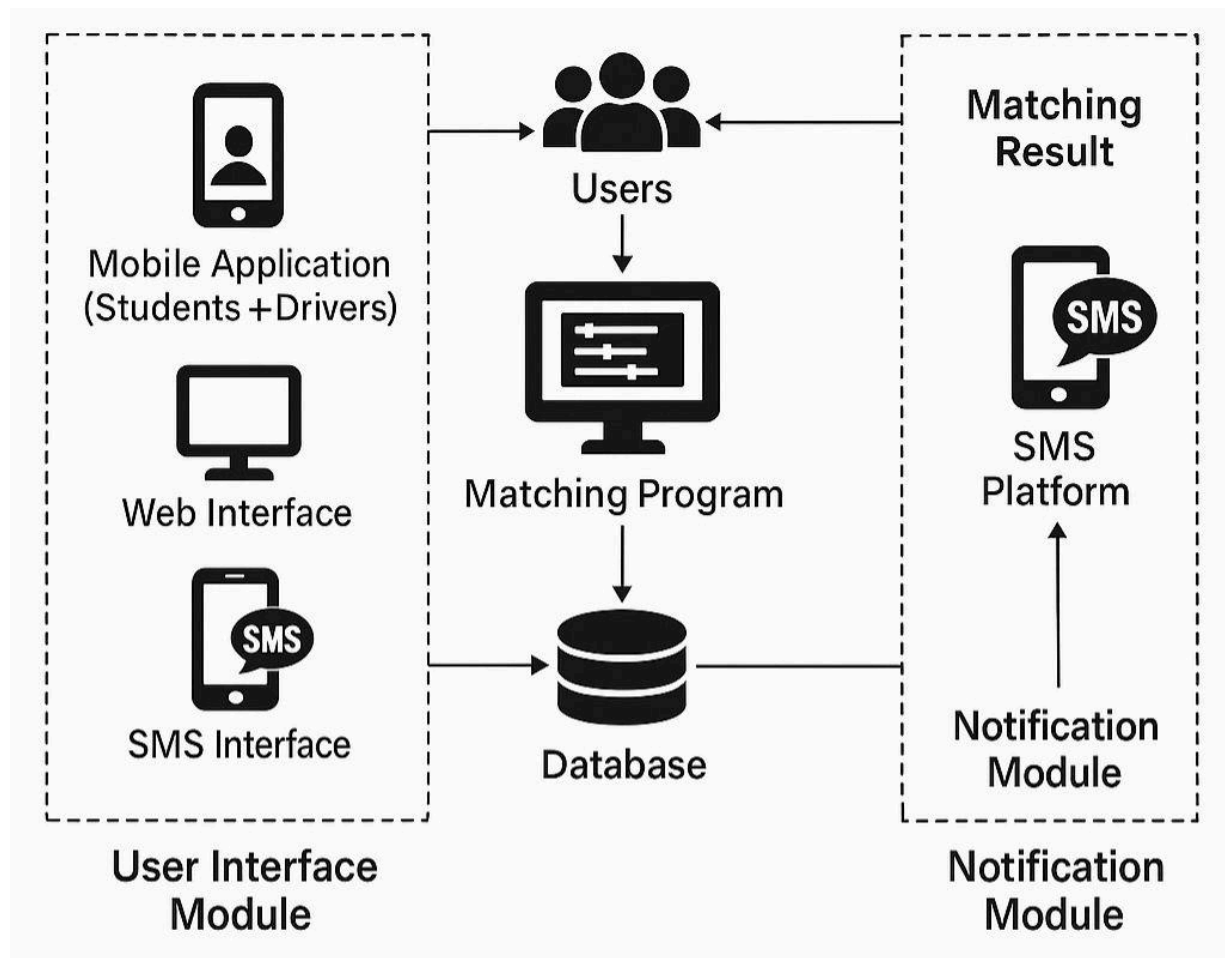 Mobile Application
(Students+Drivers)
Web Interface
SMS
SMS Interface
User Interface
Module
Users
Matching Program
Database
Matching
Result
SMS
SMS
Platform
Notification
Module
Notification
Module